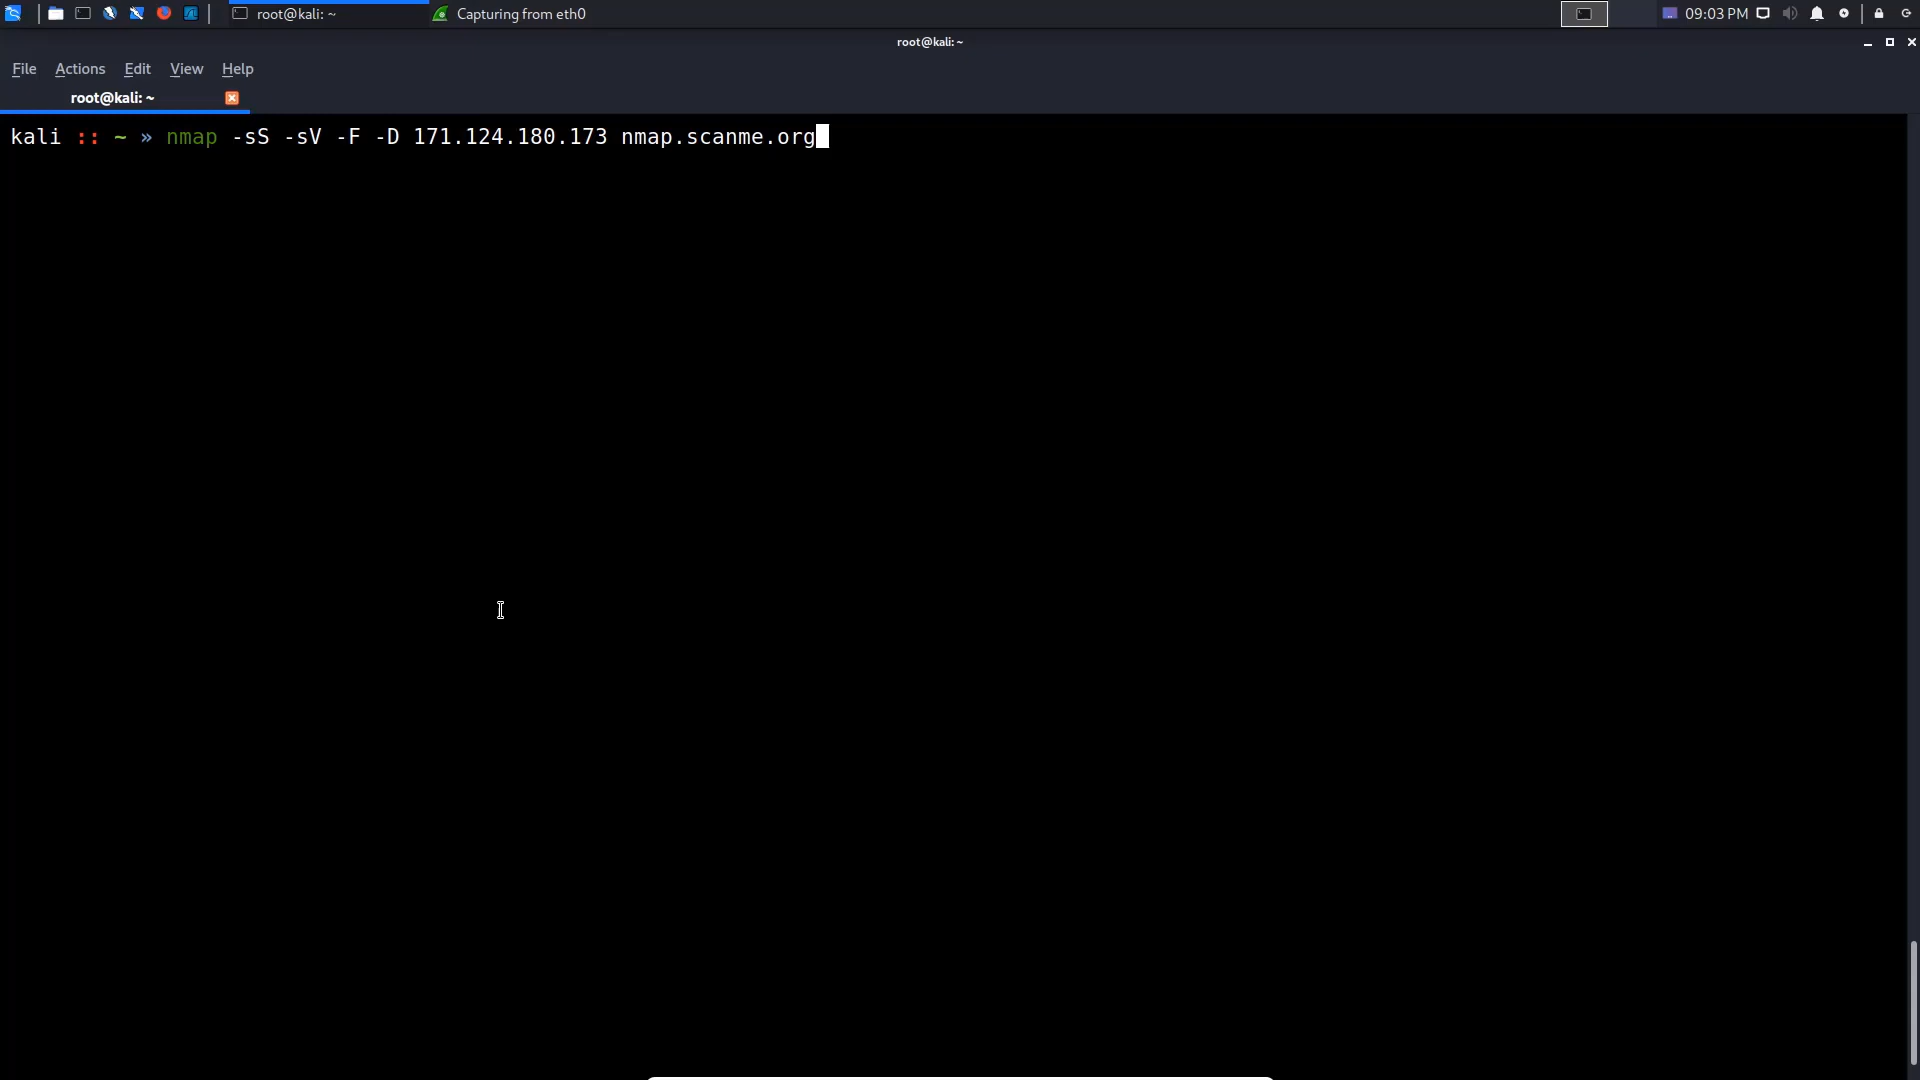 root@kali: ~
Capturing from eth0
09:03 PM
root@kali: ~
File Actions Edit View Help
root@kali: ~
kali :: ~ » nmap -sS -sV -F -D 171.124.180.173 nmap.scanme.org